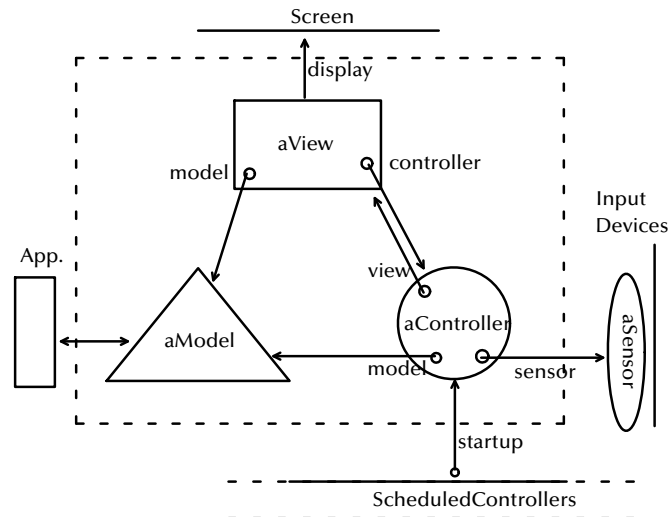 Screen
display
aView
model
controller
Input
Devices
App.
view
aController
aSensor
aModel
model
sensor
startup
ScheduledControllers